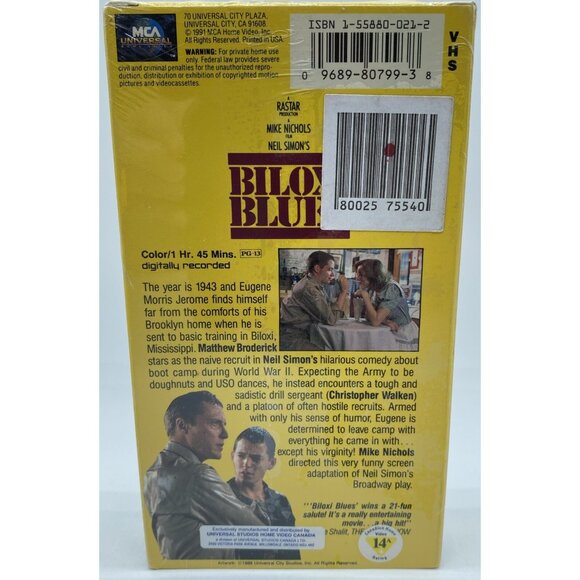 MCA
UNIVERSAL
70 UNIVERSAL CITY PLAZA,
UNIVERSAL CITY, CA 91608.
©1991 MCA Home Video, Inc.
All Rights Reserved. Printed in USA.
WARNING: For private home use
only. Federal law provides severe
civil and criminal penalties for the unauthorized repro-
duction, distribution or exhibition of copyrighted motion
pictures and videocassettes.
ISBN 1-55880-021-2
0 9689-80799-3 8
VHS
A
RASTAR
PRODUCTION
A
MIKE NICHOLS
FILM
NEIL SIMON'S
BILOX
BLUE
80025 75540
Color/1 Hr. 45 Mins. PG-13
digitally recorded
The year is 1943 and Eugene
Morris Jerome finds himself
far from the comforts of his
Brooklyn home when he is
sent to basic training in Biloxi,
Mississippi. Matthew Broderick
stars as the naive recruit in Neil Simon's hilarious comedy about
boot camp during World War II. Expecting the Army to be
doughnuts and USO dances, he instead encounters a tough and
sadistic drill sergeant (Christopher Walken)
and a platoon of often hostile recruits. Armed
with only his sense of humor, Eugene is
determined to leave camp with
everything he came in with...
except his virginity! Mike Nichols
directed this very funny screen
adaptation of Neil Simon's
Broadway play.
"'Biloxi Blues' wins a 21-fun
salute! It's a really entertaining
movie...a big hit!"
Shalit, THE OW
Exclusively manufactured and distributed by
UNIVERSAL STUDIOS HOME VIDEO CANADA
a division of UNIVERSAL STUDIOS CANADA LTD.
Video
14^
Artwork: ©1988 Universal City Studios, Inc. All Rights Reserved.